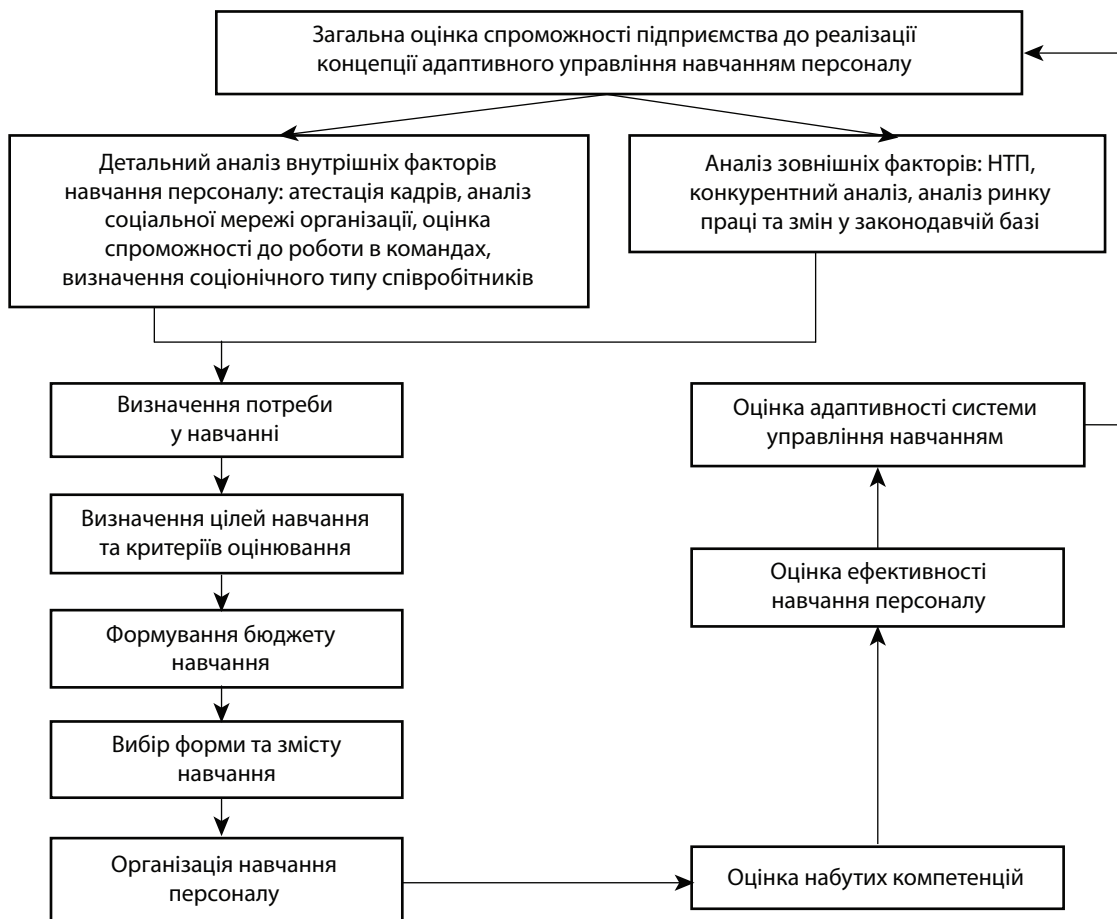 Загальна оцінка спроможності підприємства до реалізації
концепції адаптивного управління навчанням персоналу
Детальний аналіз внутрішніх факторів
навчання персоналу: атестація кадрів, аналіз
соціальної мережі організації, оцінка
спроможності до роботи в командах,
визначення соціонічного типу співробітників
Аналіз зовнішніх факторів: НТП,
конкурентний аналіз, аналіз ринку
праці та змін у законодавчій базі
Визначення потреби
у навчанні
Визначення цілей навчання
та критеріїв оцінювання
Формування бюджету
навчання
Вибір форми та змісту
навчання
Організація навчання
персоналу
Оцінка набутих компетенцій
Оцінка ефективності
навчання персоналу
Оцінка адаптивності системи
управління навчанням